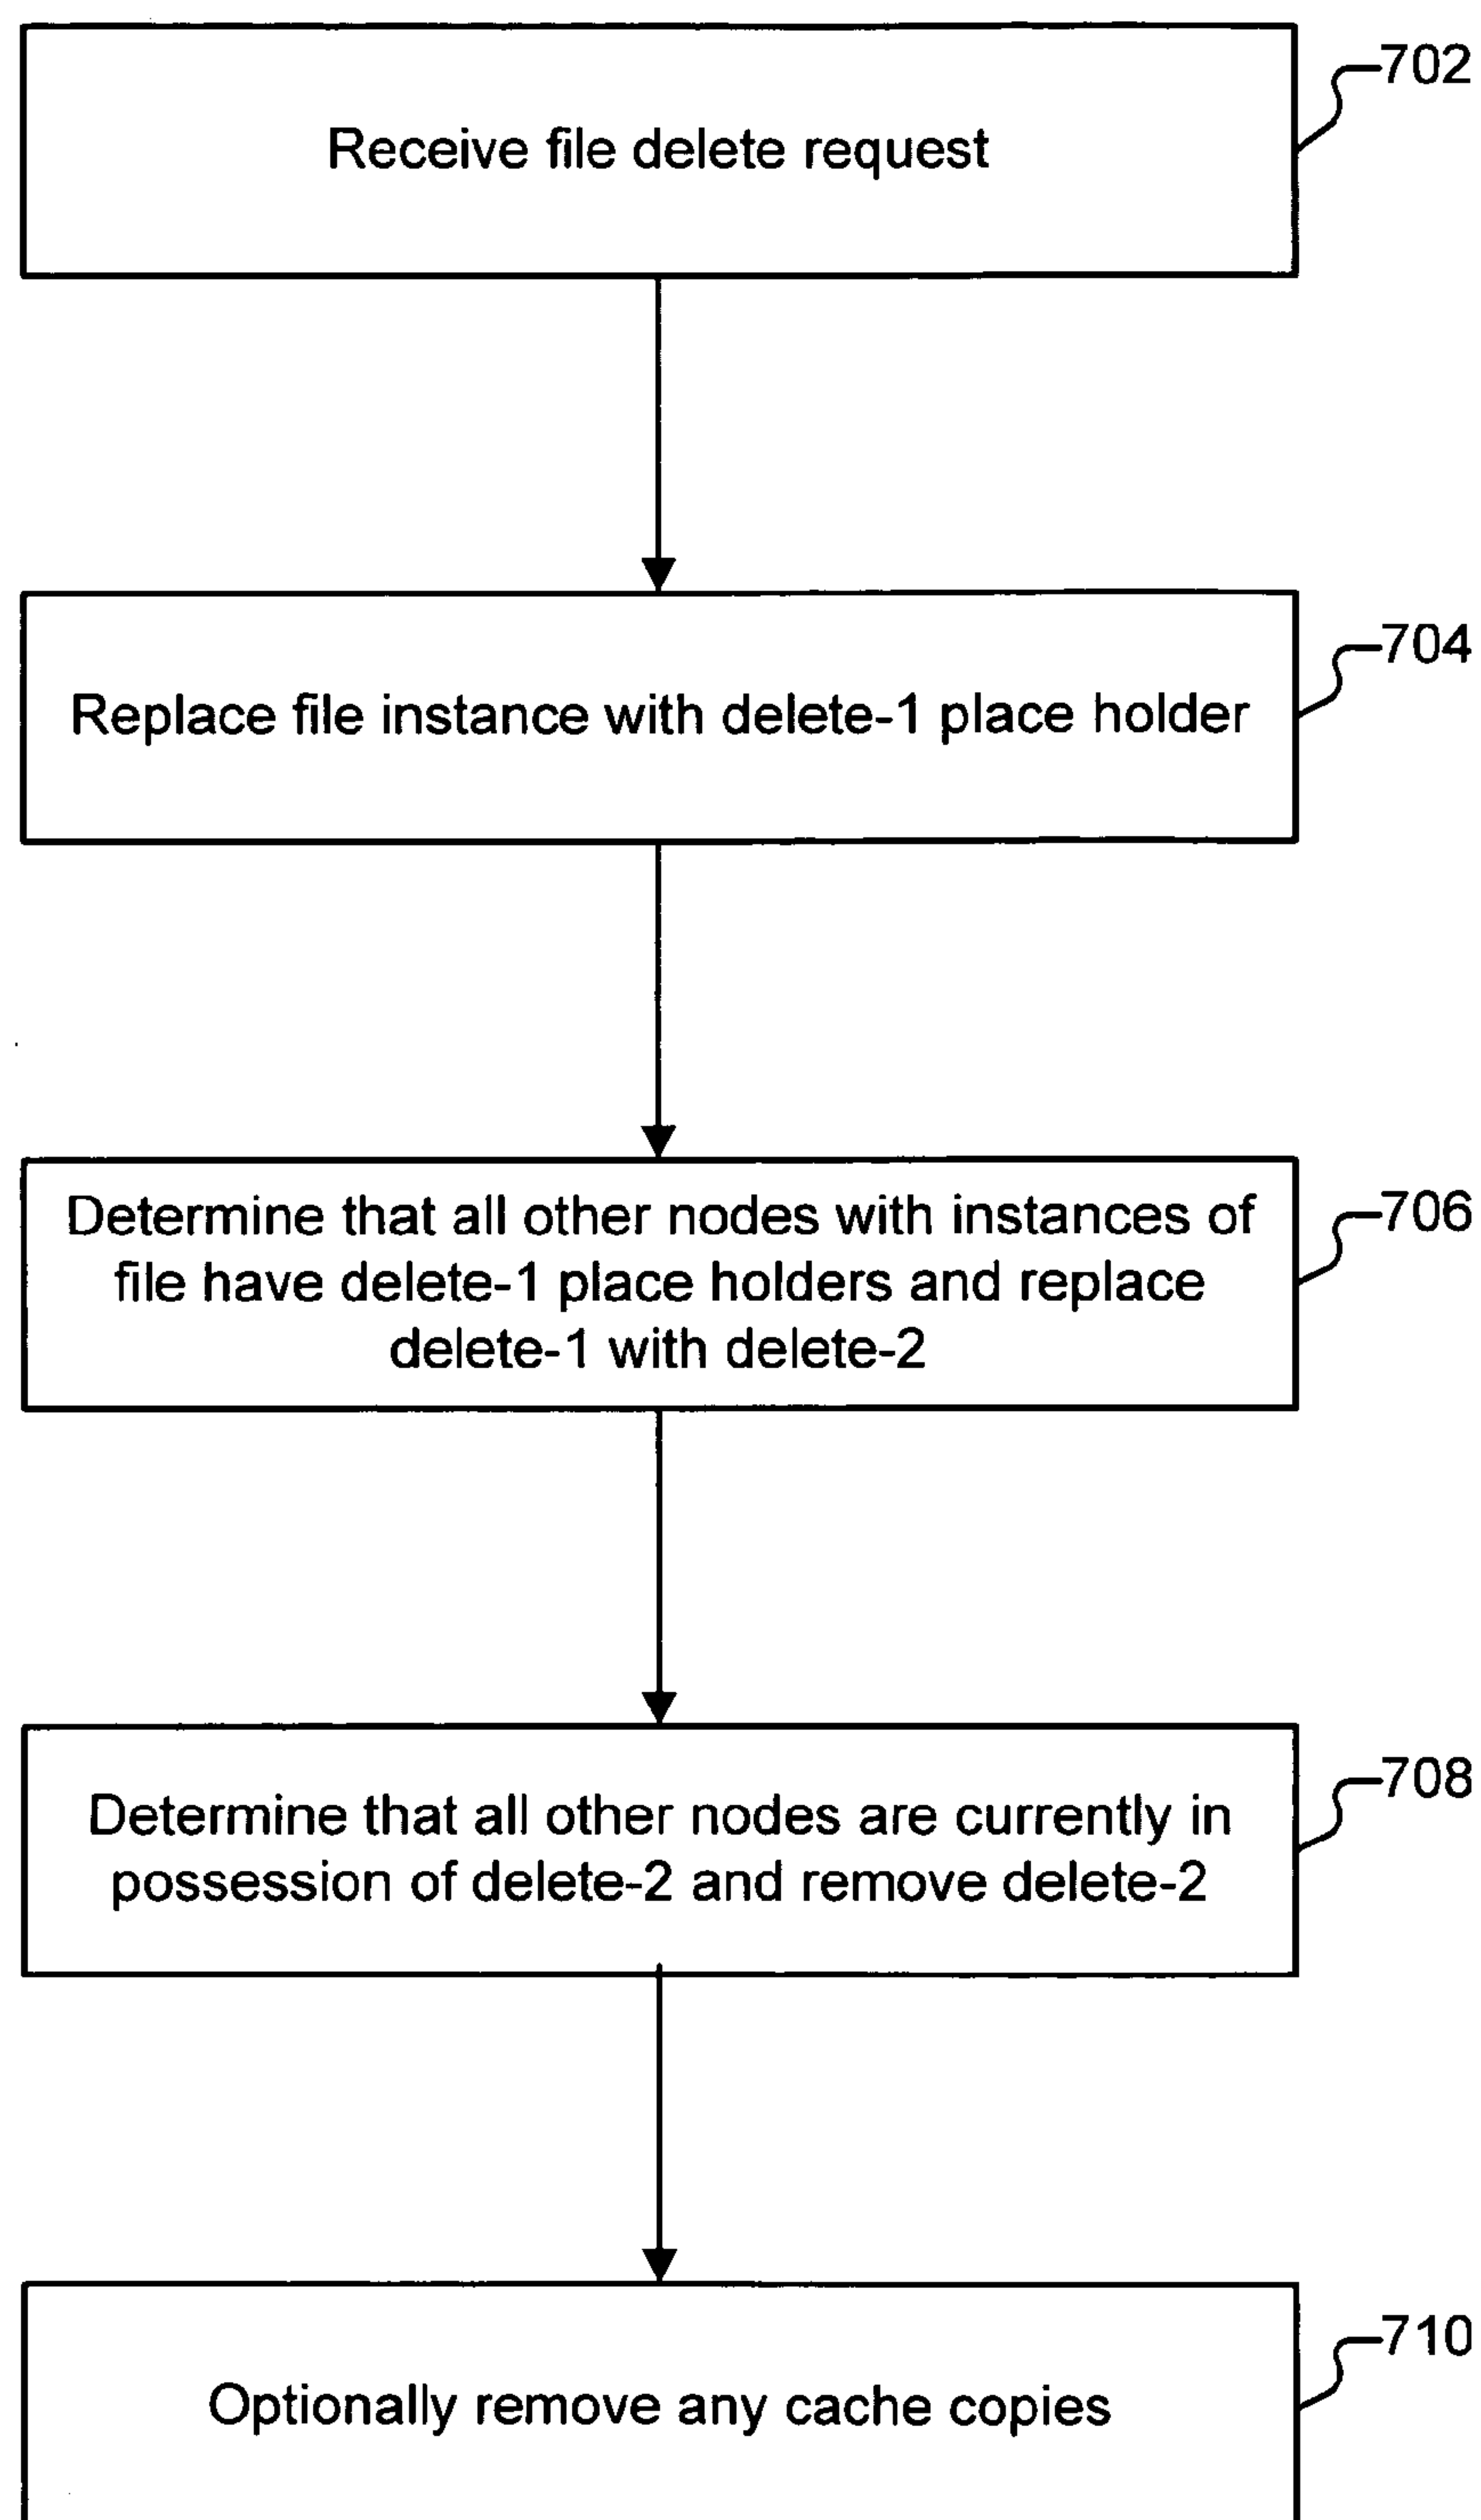 702
Receive file delete request
704
Replace file instance with delete-1 place holder
706
Determine that all other nodes with instances of
file have delete-1 place holders and replace
delete-1 with delete-2
708
Determine that all other nodes are currently in
possession of delete-2 and remove delete-2
710
Optionally remove any cache copies